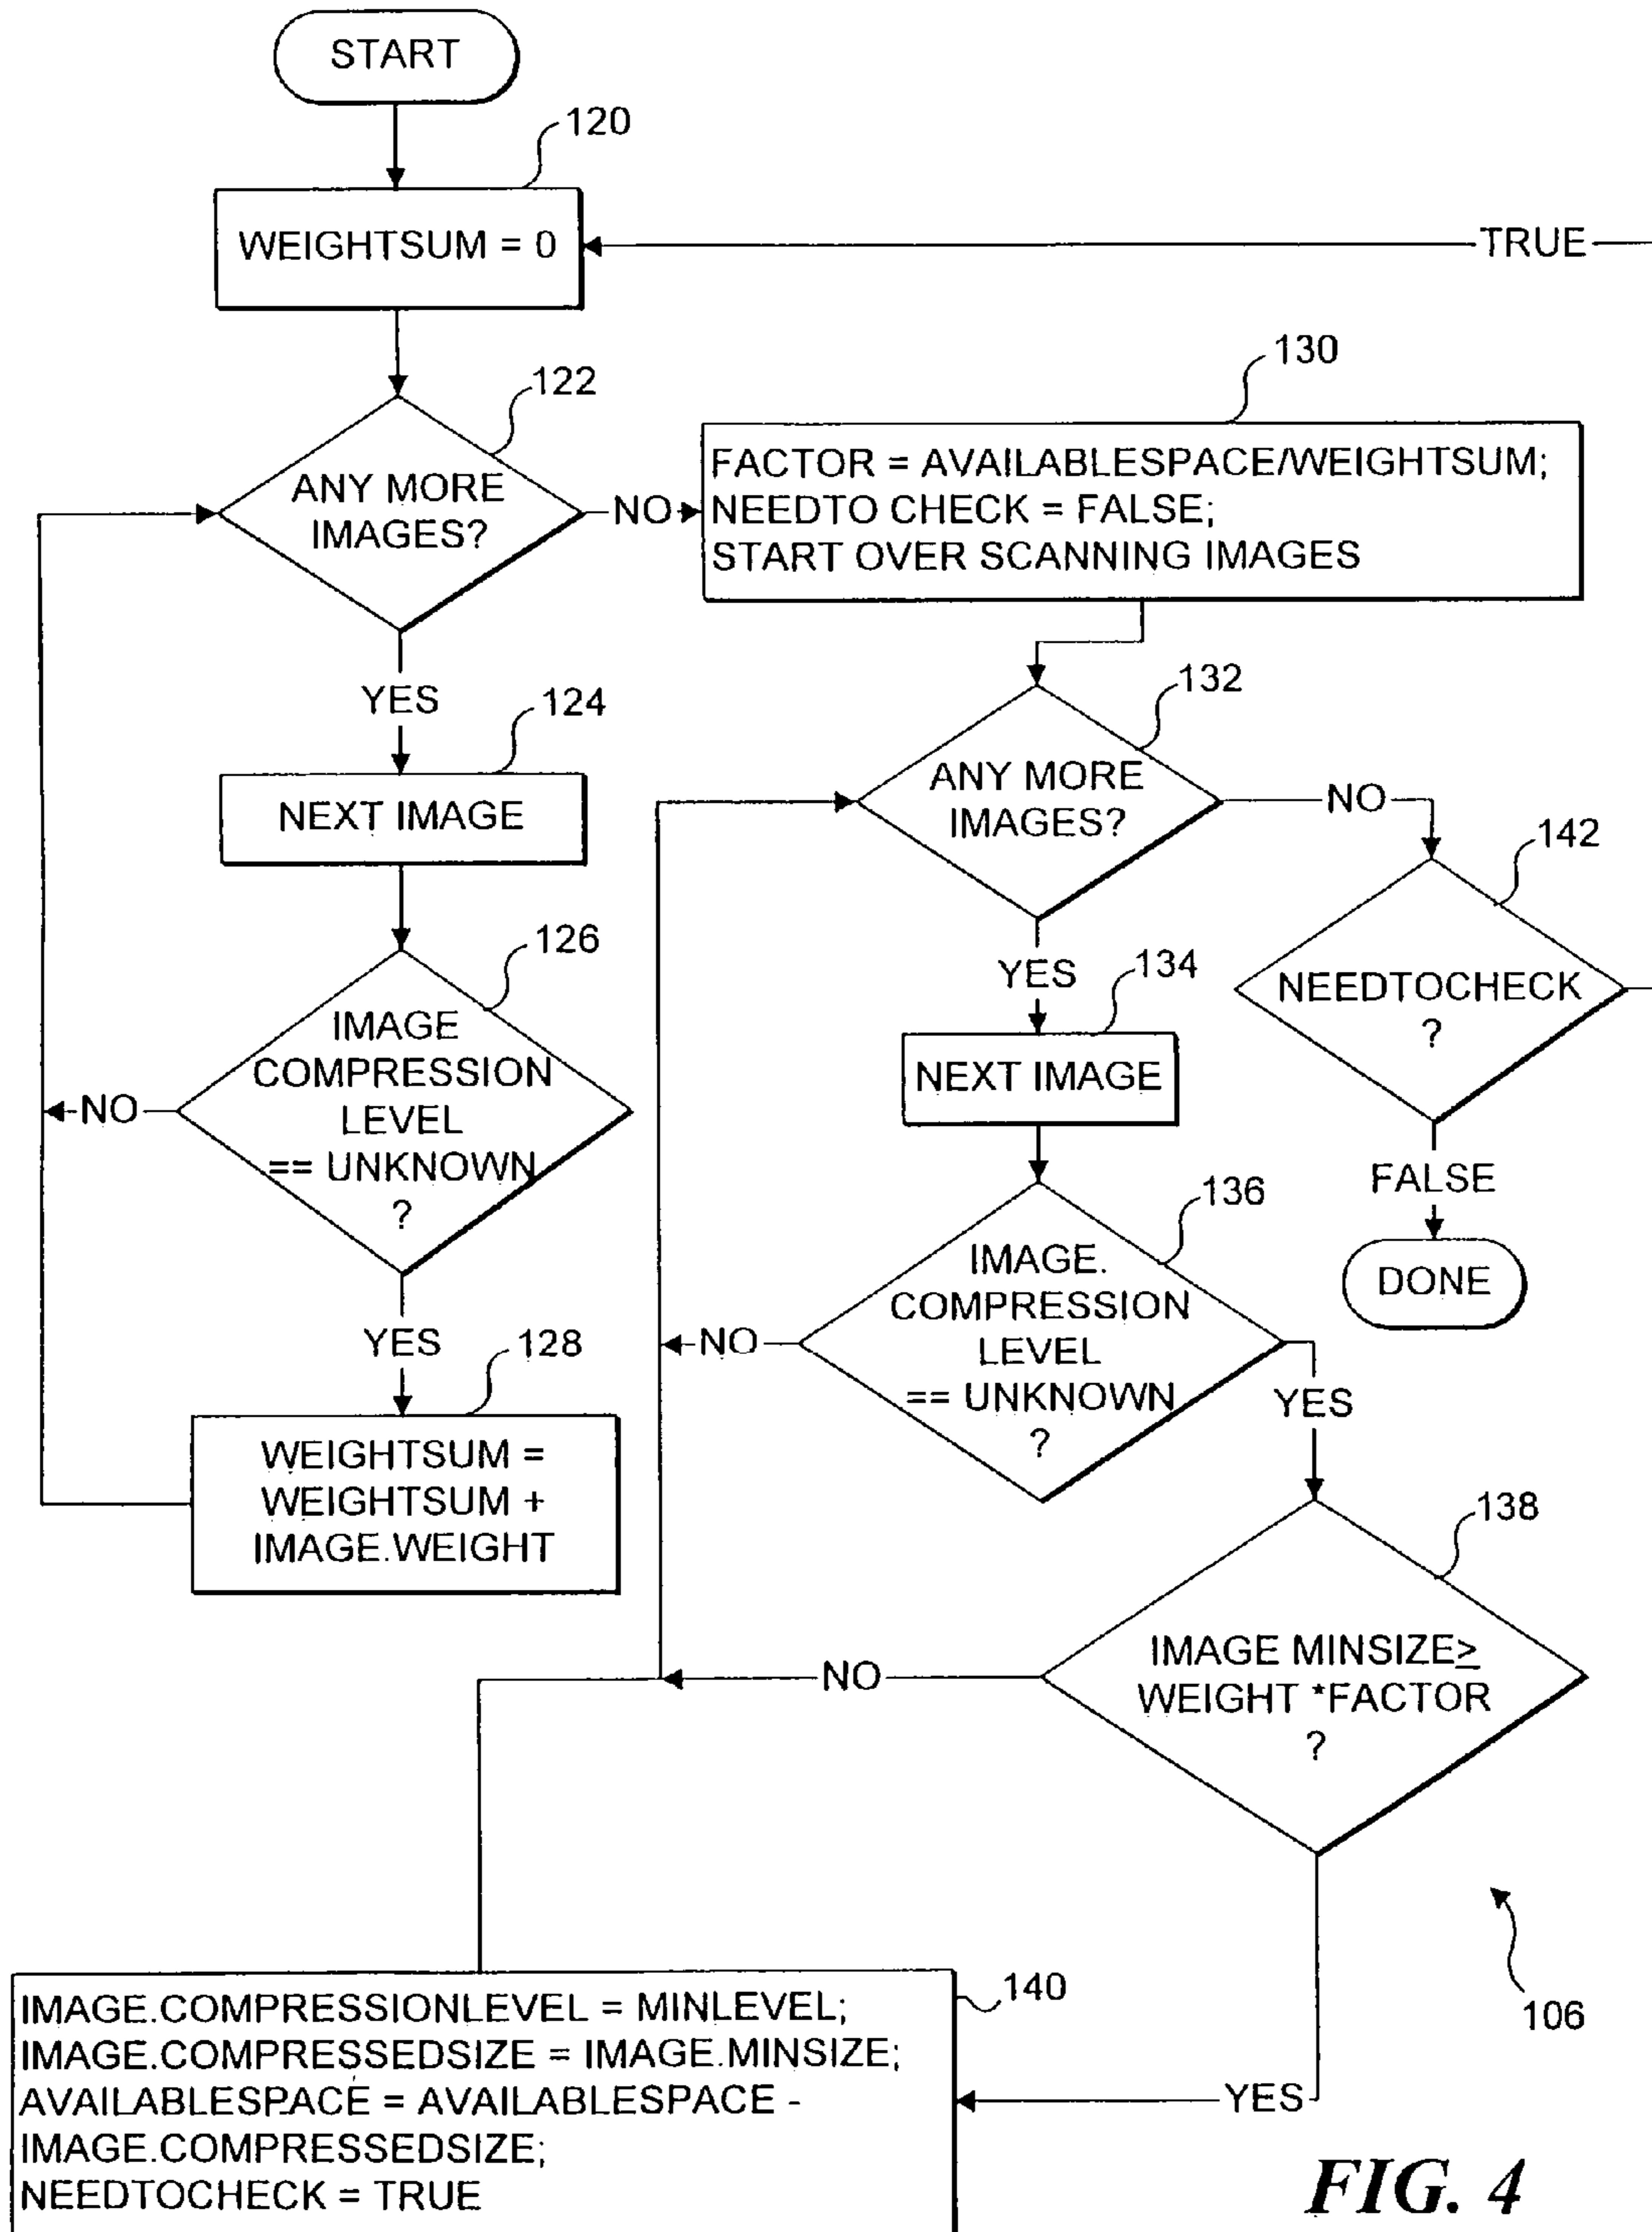 START
120
WEIGHTSUM = 0
TRUE
122
ANY MORE
IMAGES?
NO
130
FACTOR = AVAILABLESPACE/WEIGHTSUM;
NEEDTO CHECK = FALSE;
START OVER SCANNING IMAGES
YES
124
NEXT IMAGE
126
IMAGE
COMPRESSION
LEVEL
== UNKNOWN
?
NO
YES
128
WEIGHTSUM =
WEIGHTSUM +
IMAGE.WEIGHT
132
ANY MORE
IMAGES?
NO
142
NEEDTOCHECK
?
FALSE
DONE
YES
134
NEXT IMAGE
136
IMAGE.
COMPRESSION
LEVEL
== UNKNOWN
?
NO
YES
138
IMAGE MINSIZE≥
WEIGHT *FACTOR
?
NO
YES
140
IMAGE.COMPRESSIONLEVEL = MINLEVEL;
IMAGE.COMPRESSEDSIZE = IMAGE.MINSIZE;
AVAILABLESPACE = AVAILABLESPACE -
IMAGE.COMPRESSEDSIZE;
NEEDTOCHECK = TRUE
106
FIG. 4